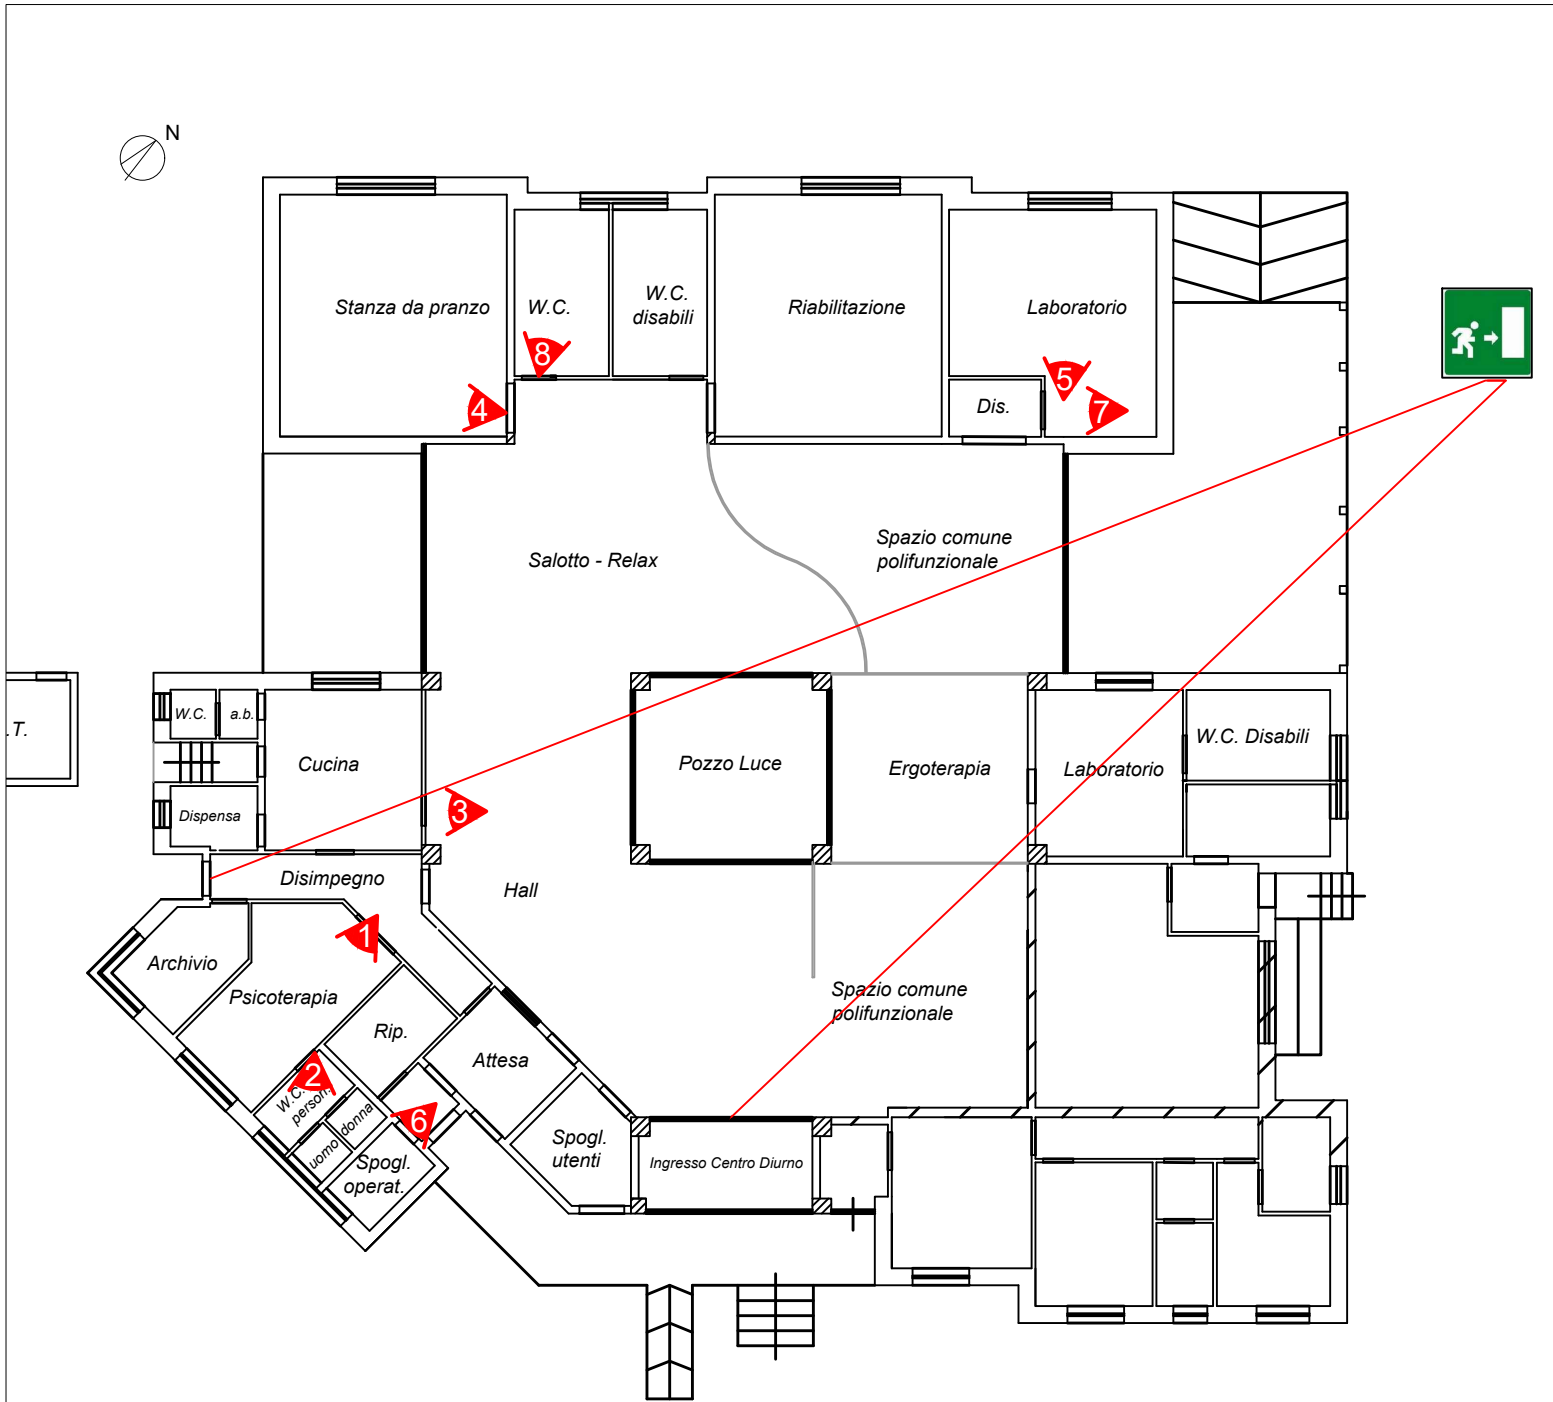 N
Stanza da pranzo
W.C.
W.C.
disabili
Riabilitazione
Laboratorio
8
5
4
7
Dis.
Salotto - Relax
Spazio comune
polifunzionale
.T.
W.C.
a.b.
Cucina
Pozzo Luce
Ergoterapia
Laboratorio
W.C. Disabili
Dispensa
3
Disimpegno
Hall
1
Archivio
Psicoterapia
Spazio comune
polifunzionale
Rip.
Attesa
2
W.C.
person.
donna
uomo
6
Spogl.
operat.
Spogl.
utenti
Ingresso Centro Diurno